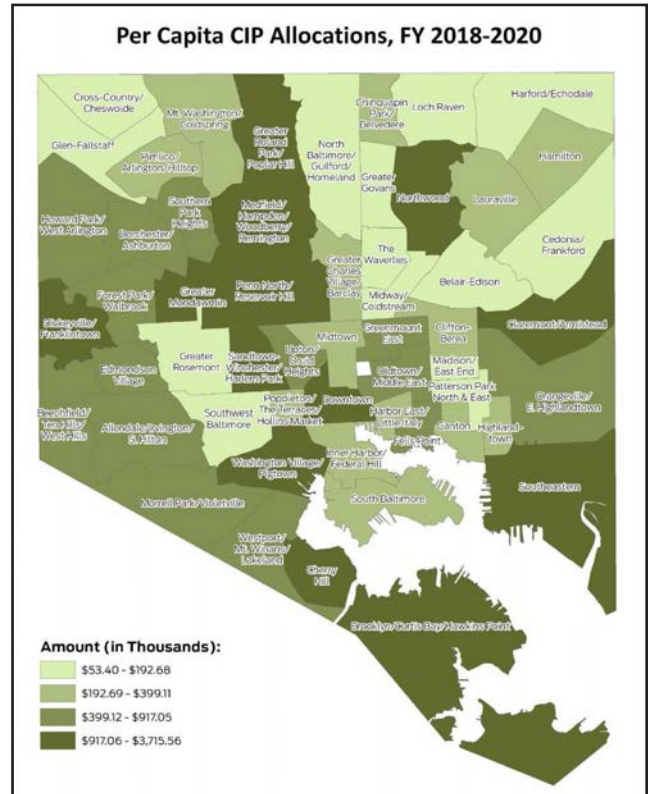 Per Capita CIP Allocations, FY 2018-2020
Cross-Country/
Cheswolde
Mt. Washington/
Coldspring
Greater
Roland
Park/
Poplar Hill
Chinquapin
Park/
Belvedere
Loch Raven
Harford/Echodale
Glen-Fallstaff
Pimlico/
Arlington/Hilltop
North
Baltimore/
Guilford/
Homeland
Greater
Govans
Northwood
Hamilton
Lauraville
Howard Park/
West Arlington
Dorchester/
Ashburton
Southern
Park
Heights
Medfield/
Hampden/
Woodberry/
Remington
Cedonia/
Frankford
Forest Park/
Walbrook
Greater
Mondawmin
Penn North/
Reservoir Hill
Greater
Charles
Village/
Barclay
The
Waverlies
Belair-Edison
Midway/
Coldstream
Dickeyville/
Franklintown
Greater
Rosemont
Sandtown-
Winchester/
Harlem Park
Upton/
Druid
Heights
Midtown
Greenmount
East
Clifton-
Berea
Claremont/Armistead
Edmondson
Village
Oldtown/
Middle East
Madison/
East End
Beechfield/
Ten Hills/
West Hills
Allendale/Irvington/
S. Hilton
Southwest
Baltimore
Poppleton/
The Terraces/
Hollins Market
Downtown
Harbor East/
Little Italy
Patterson Park
North & East
Orangeville/
E. Highlandtown
Canton
Highland-
town
Fells Point
Washington Village/
Pigtown
Inner Harbor/
Federal Hill
Southeastern
Morrell Park/Violetville
South Baltimore
Westport/
Mt. Winans/
Lakeland
Cherry
Hill
Brooklyn/Curtis Bay/Hawkins Point
Amount (in Thousands):
$53.40 - $192.68
$192.69 - $399.11
$399.12 - $917.05
$917.06 - $3,715.56